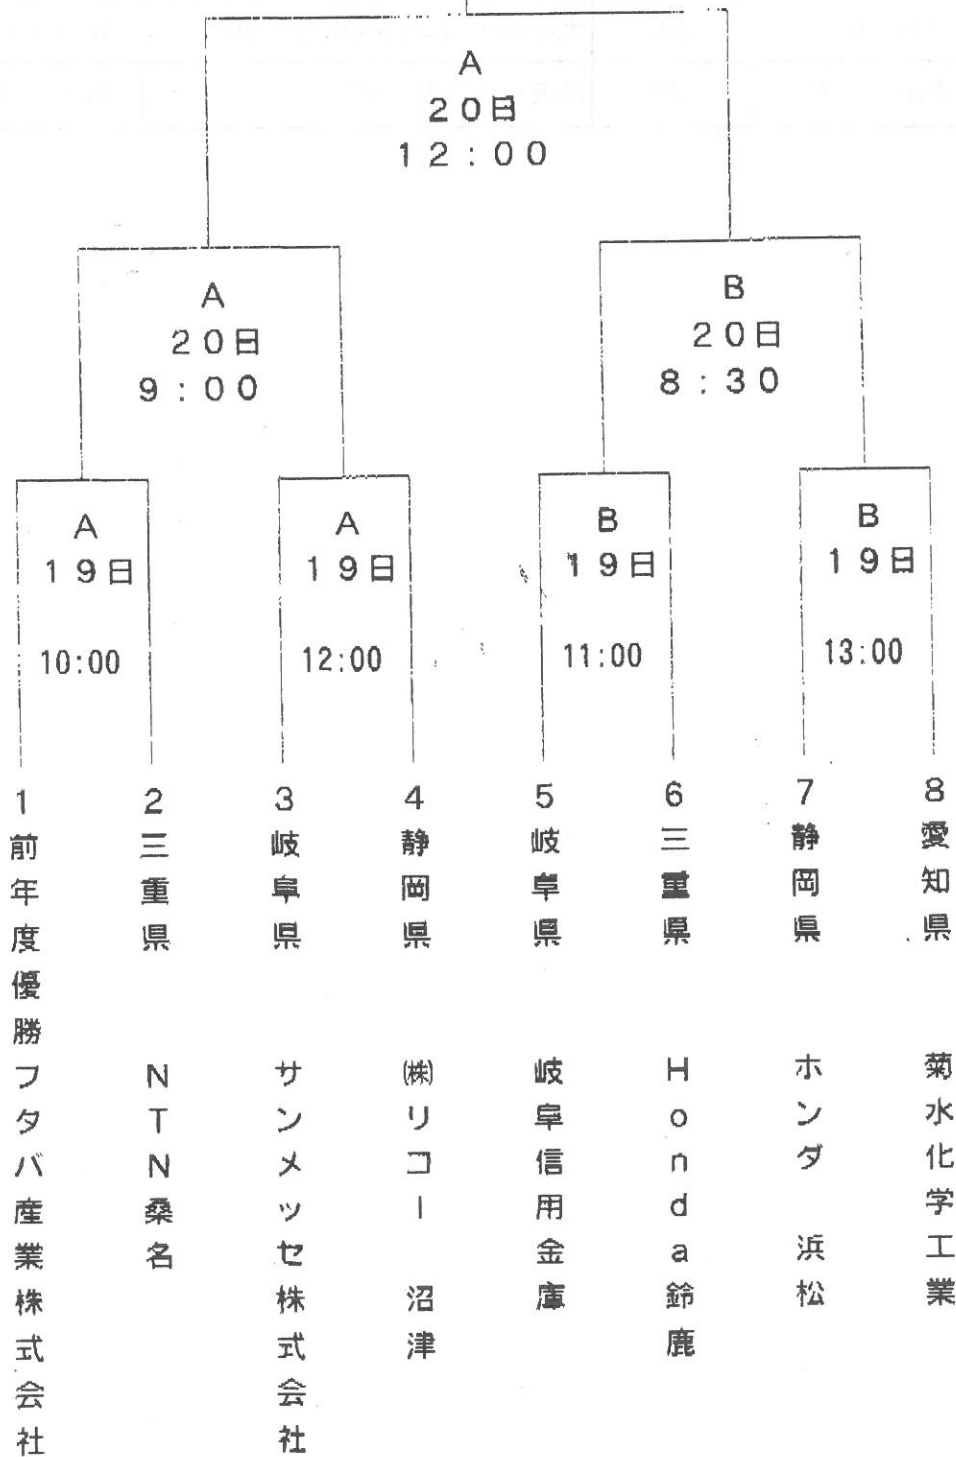 A
20日
12:00
A
20日
9:00
B
20日
8:30
A
19日
10:00
A
19日
12:00
B
19日
11:00
B
19日
13:00
1 前年度優勝 フタバ産業株式会社
2 三重県 NTN桑名
3 岐阜県 サンメッセ株式会社
4 静岡県 ㈱リコー 沼津
5 岐阜県 岐阜信用金庫
6 三重県 Honda鈴鹿
7 静岡県 ホンダ 浜松
8 愛知県 菊水化学工業